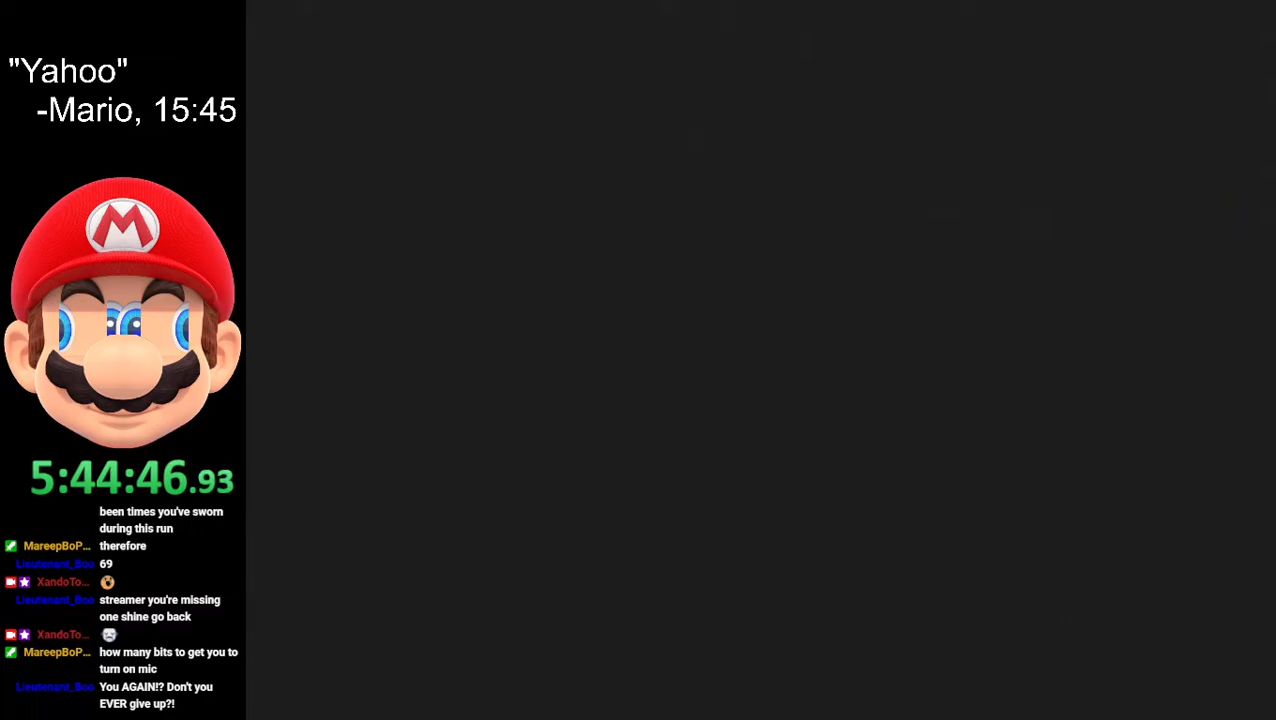 "Yahoo"
-Mario, 15:45
M
5:44:46.93
been times you've sworn
during this run
MareepBoP... therefore
Lieutenant_Boo 69
XandoTo...
Lieutenant_Boo streamer you're missing
one shine go back
XandoTo...
MareepBoP... how many bits to get you to
turn on mic
Lieutenant_Boo You AGAIN!? Don't you
EVER give up?!